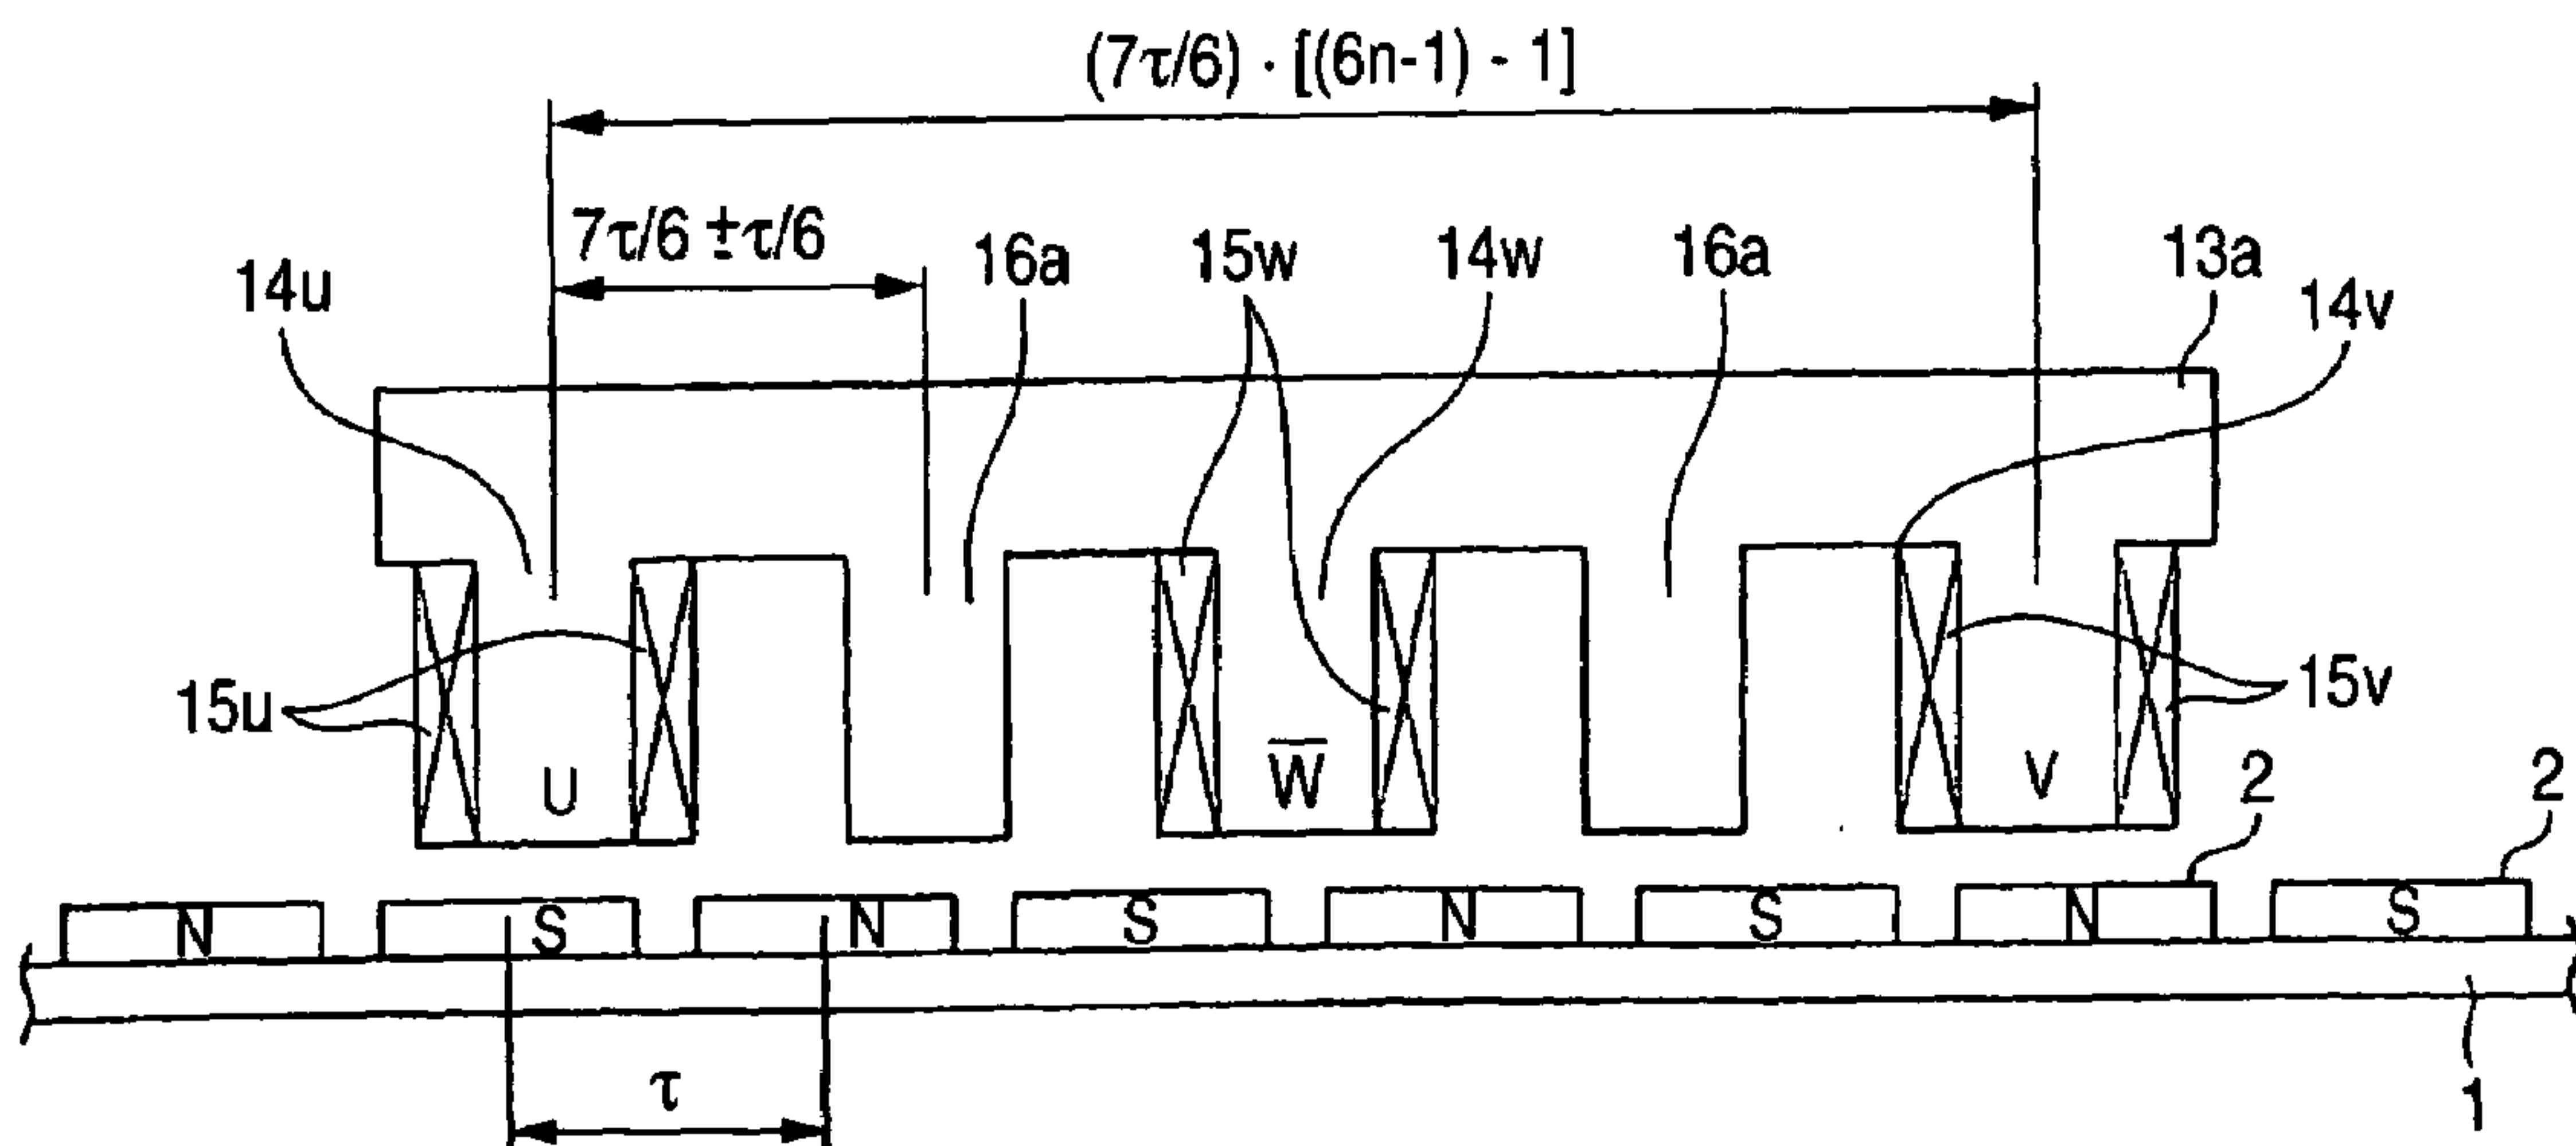 (7τ/6) · [(6n-1) - 1]
7τ/6 ±τ/6
14u
16a
15w
14w
16a
13a
14v
15u
15v
U
W̅
V
2
2
N
S
N
S
N
S
N
S
τ
1